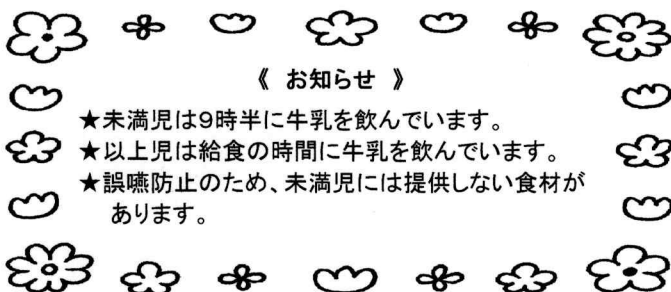 《 お知らせ 》
★未満児は9時半に牛乳を飲んでいます。
★以上児は給食の時間に牛乳を飲んでいます。
★誤嚥防止のため、未満児には提供しない食材が
あります。